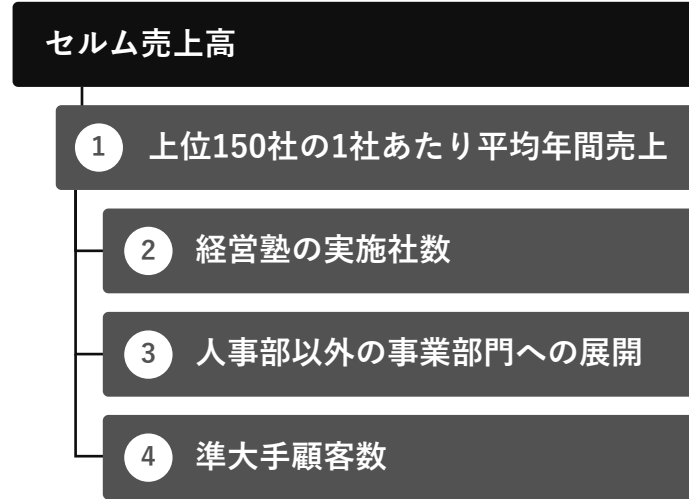 セルム売上高
1 上位150社の1社あたり平均年間売上
2 経営塾の実施社数
3 人事部以外の事業部門への展開
4 準大手顧客数